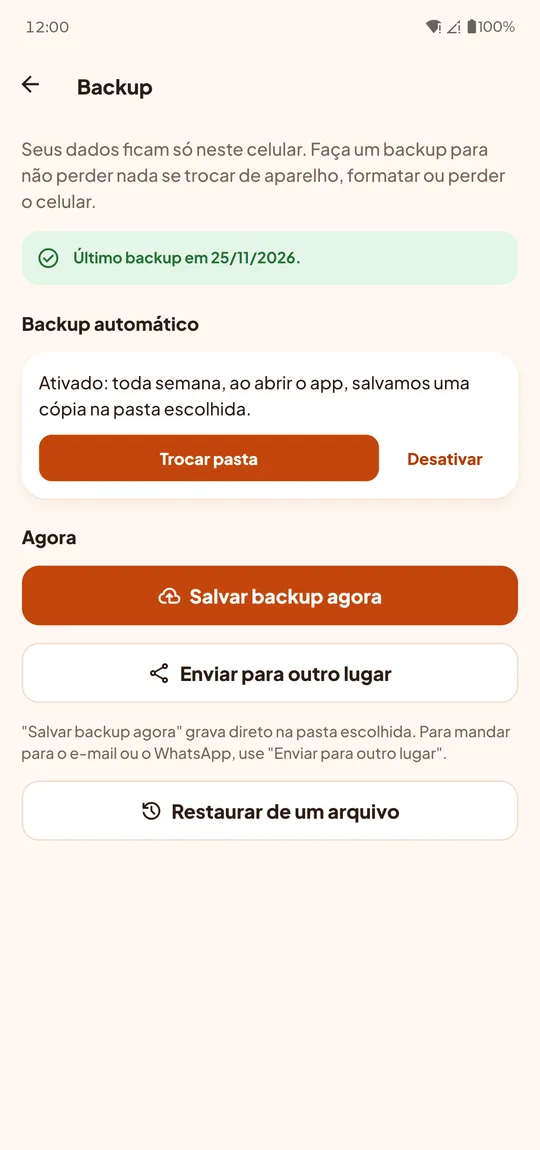 12:00
100%
Backup
Seus dados ficam só neste celular. Faça um backup para
não perder nada se trocar de aparelho, formatar ou perder
o celular.
Último backup em 25/11/2026.
Backup automático
Ativado: toda semana, ao abrir o app, salvamos uma
cópia na pasta escolhida.
Trocar pasta
Desativar
Agora
Salvar backup agora
Enviar para outro lugar
"Salvar backup agora" grava direto na pasta escolhida. Para mandar
para o e-mail ou o WhatsApp, use "Enviar para outro lugar".
Restaurar de um arquivo